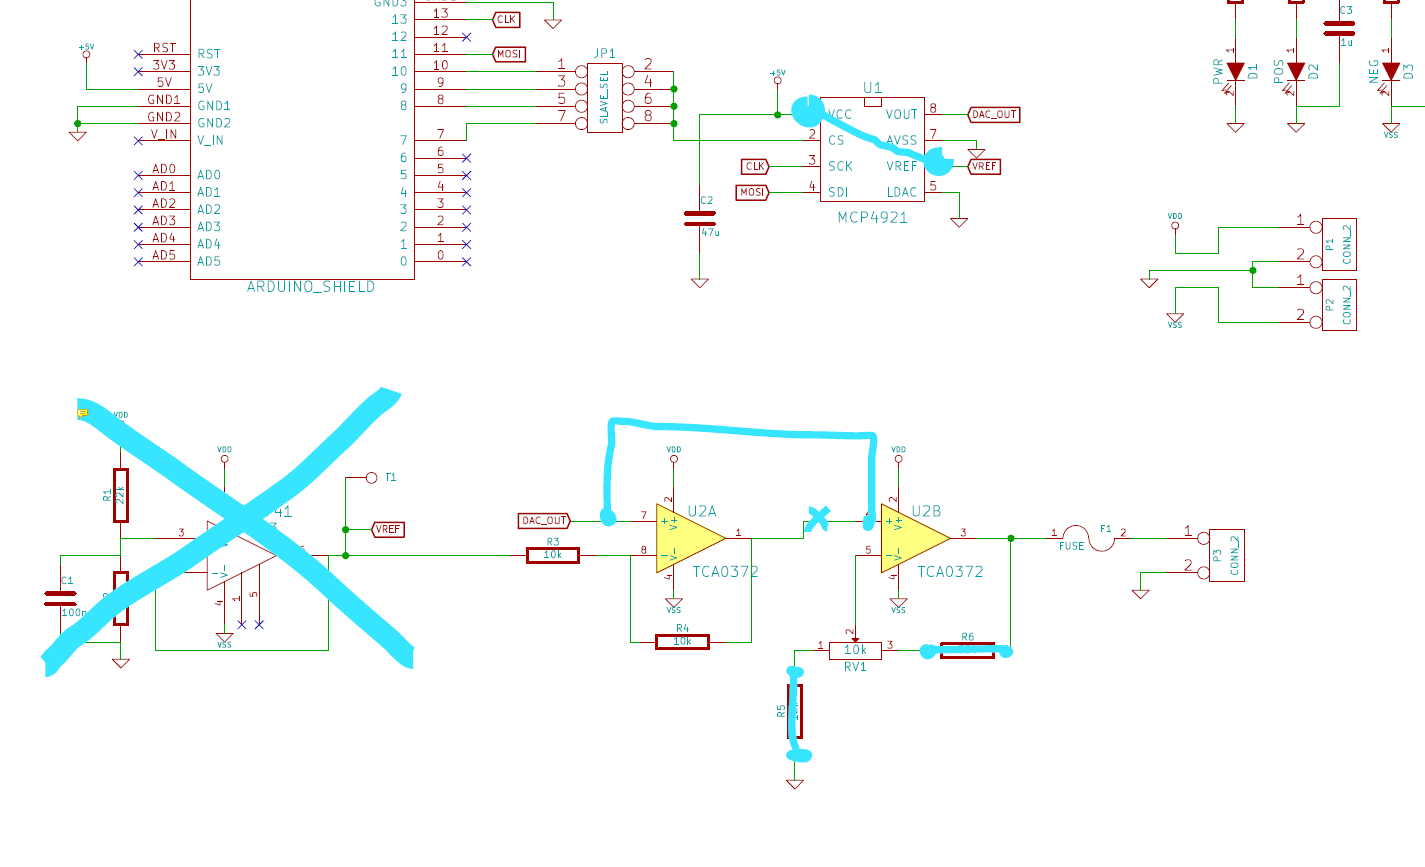 GND3
13 13 CLK
12 12
11 11 MOSI
10 10
9 9
8 8
7 7
6 6
5 5
4 4
3 3
2 2
1 1
0 0
+5V
RST RST
3V3 3V3
5V 5V
GND1 GND1
GND2 GND2
V_IN V_IN
AD0 AD0
AD1 AD1
AD2 AD2
AD3 AD3
AD4 AD4
AD5 AD5
ARDUINO_SHIELD
JP1
SLAVE_SEL
1 2
3 4
5 6
7 8
+5V
U1
VCC VOUT 8 DAC_OUT
2 CS AVSS 7
CLK 3 SCK VREF VREF
MOSI 4 SDI LDAC 5
MCP4921
C2
47u
C3
1u
PWR 1 2 D1
POS 1 2 D2
NEG 1 2 D3
VSS
VDD
1 P1 CONN_2
2
1 P2 CONN_2
2
VSS
VDD
R1
22k
C1
100n
VDD
3
41
4
1
5
VSS
T1
VREF
DAC_OUT
R3
10k
VDD
2
7
8
V+
V-
1
4
VSS
U2A
TCA0372
R4
10k
VDD
2
5
V+
V-
3
4
VSS
U2B
TCA0372
2
1 10k 3
RV1
R5
R6
1 F1 2
FUSE
1 P3 CONN_2
2